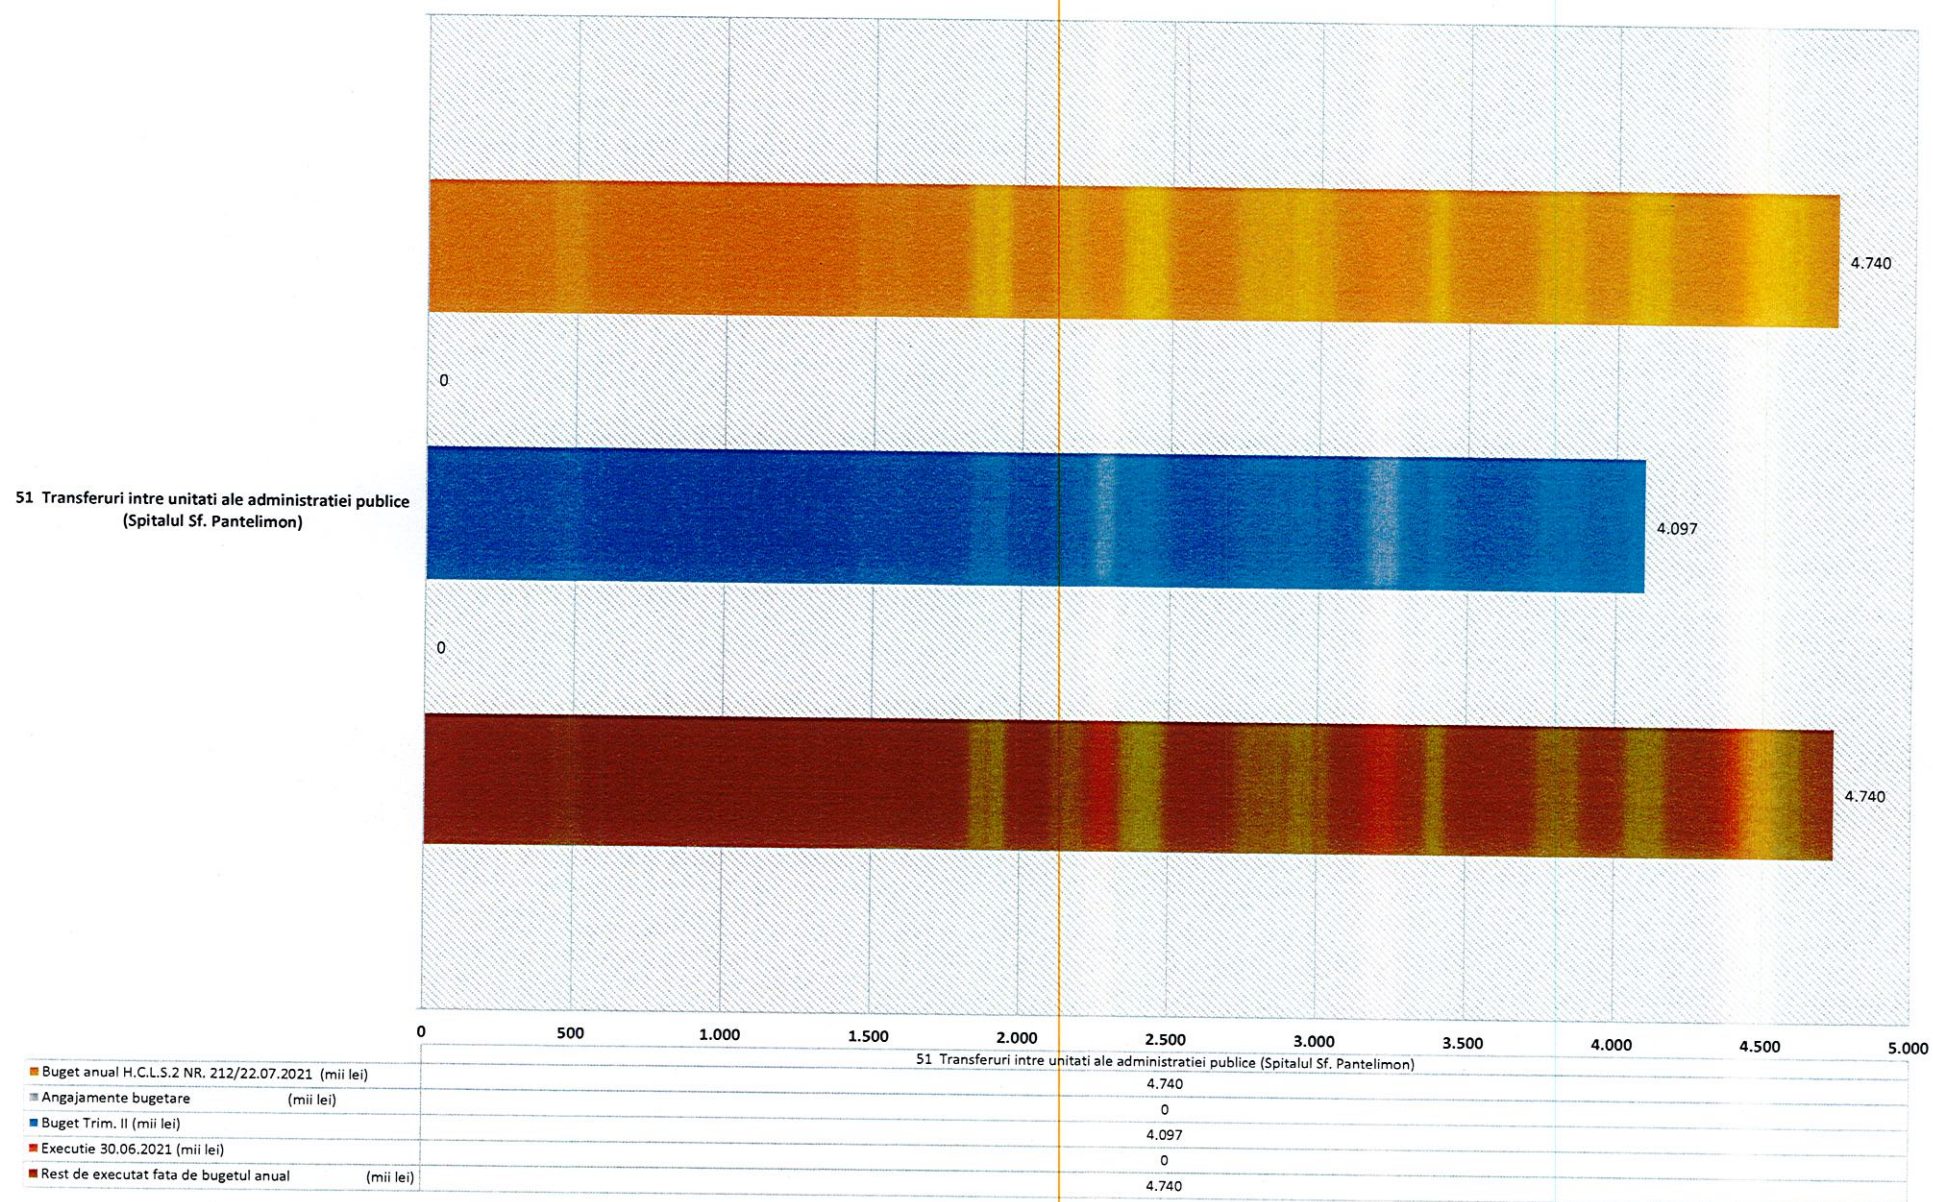 4.740
0
51 Transferuri intre unitati ale administratiei publice
(Spitalul Sf. Pantelimon)
4.097
0
4.740
0 500 1.000 1.500 2.000 2.500 3.000 3.500 4.000 4.500 5.000
51 Transferuri intre unitati ale administratiei publice (Spitalul Sf. Pantelimon)
Buget anual H.C.L.S.2 NR. 212/22.07.2021 (mii lei) 4.740
Angajamente bugetare (mii lei) 0
Buget Trim. II (mii lei) 4.097
Executie 30.06.2021 (mii lei) 0
Rest de executat fata de bugetul anual (mii lei) 4.740